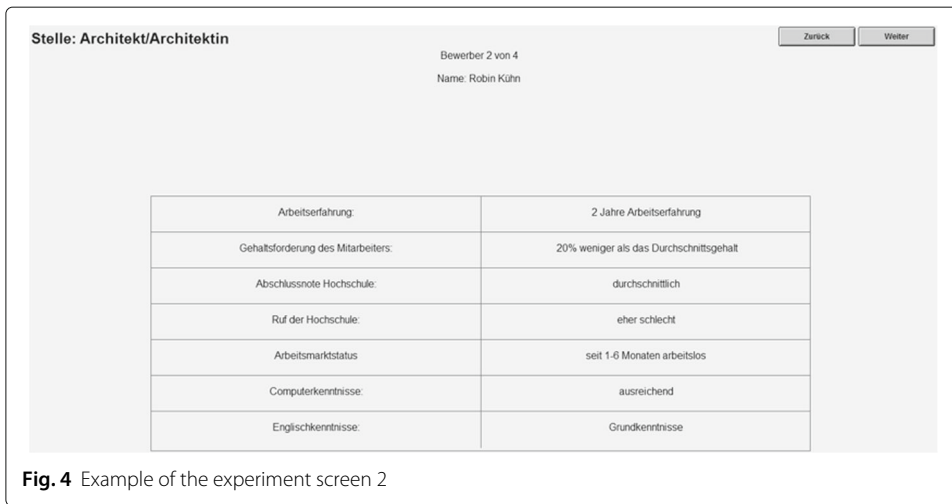 Stelle: Architekt/Architektin
Zurück
Weiter
Bewerber 2 von 4
Name: Robin Kühn
Arbeitserfahrung: 2 Jahre Arbeitserfahrung
Gehaltsforderung des Mitarbeiters: 20% weniger als das Durchschnittsgehalt
Abschlussnote Hochschule: durchschnittlich
Ruf der Hochschule: eher schlecht
Arbeitsmarktstatus seit 1-6 Monaten arbeitslos
Computerkenntnisse: ausreichend
Englischkenntnisse: Grundkenntnisse
Fig. 4 Example of the experiment screen 2